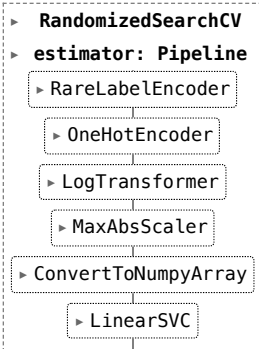 RandomizedSearchCV
estimator: Pipeline
RareLabelEncoder
OneHotEncoder
LogTransformer
MaxAbsScaler
ConvertToNumpyArray
LinearSVC